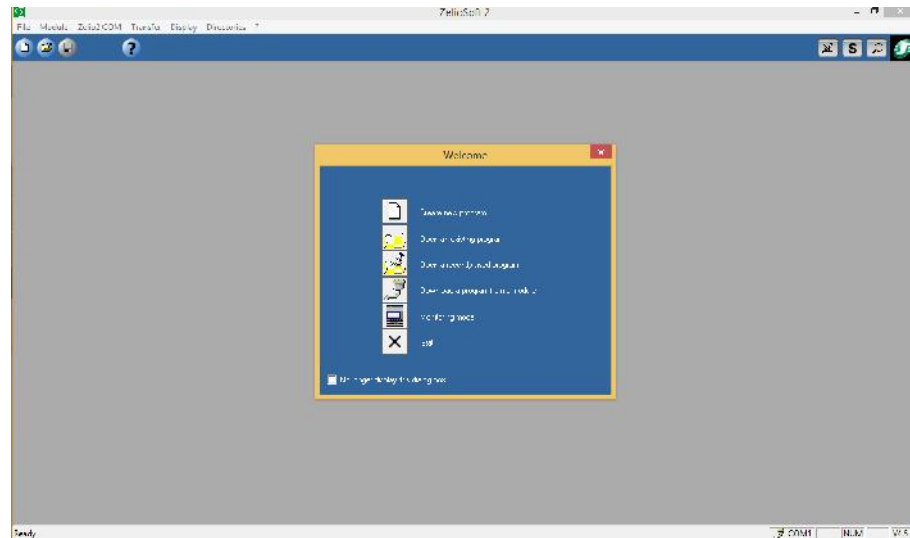 ZelioSoft 2
File Module Zelio2COM Transfer Display Directories ?
S
Welcome
Create new program
Open an existing program
Open a recently used program
Download a program from a module
Monitoring mode
Exit
No longer display this dialog box
Ready
COM1 NUM